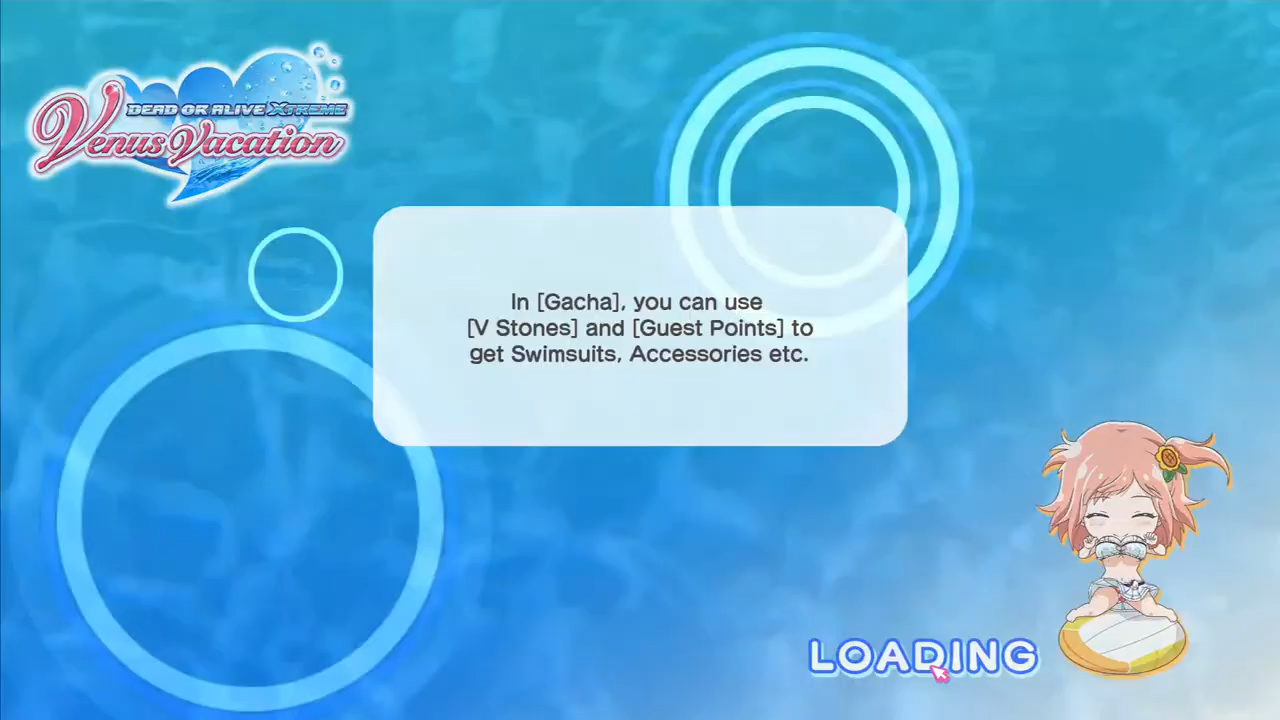 DEAD OR ALIVE XTREME
Venus Vacation
In [Gacha], you can use
[V Stones] and [Guest Points] to
get Swimsuits, Accessories etc.
LOADING